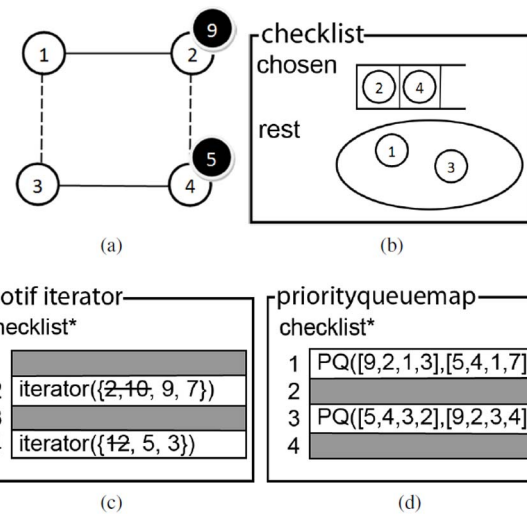 1
2
9
3
4
5
(a)
checklist
chosen
2 4
rest
1
3
(b)
otif iterator
hecklist*
2 iterator({2,10, 9, 7})
iterator({12, 5, 3})
(c)
priorityqueuemap
checklist*
1 PQ([9,2,1,3],[5,4,1,7]
2
3 PQ([5,4,3,2],[9,2,3,4]
4
(d)